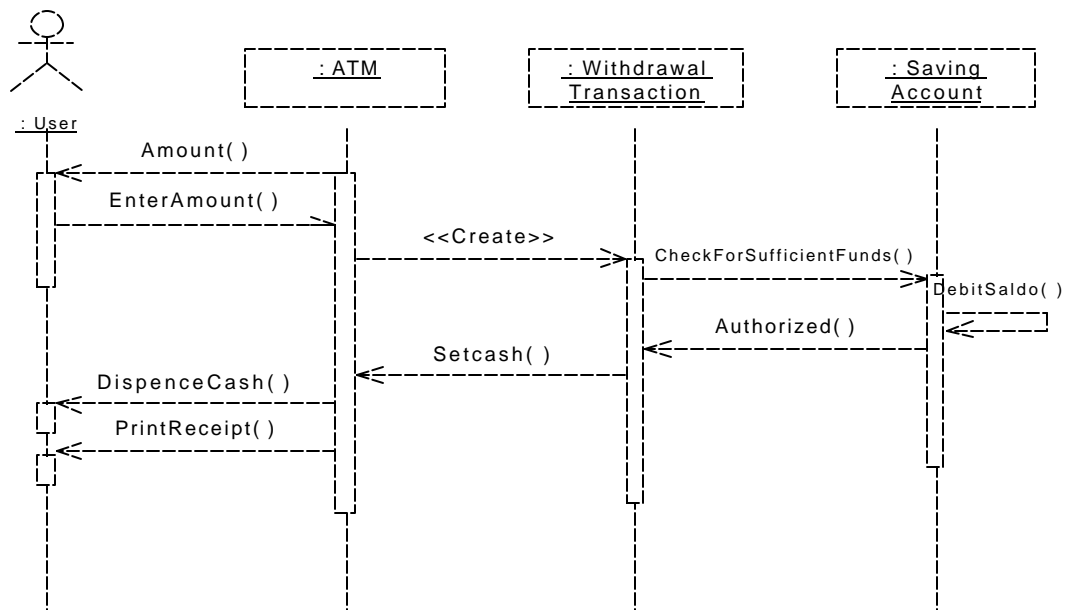 : ATM
: Withdrawal
Transaction
: Saving
Account
: User
Amount( )
EnterAmount( )
<<Create>>
CheckForSufficientFunds( )
DebitSaldo( )
Authorized( )
Setcash( )
DispenceCash( )
PrintReceipt( )